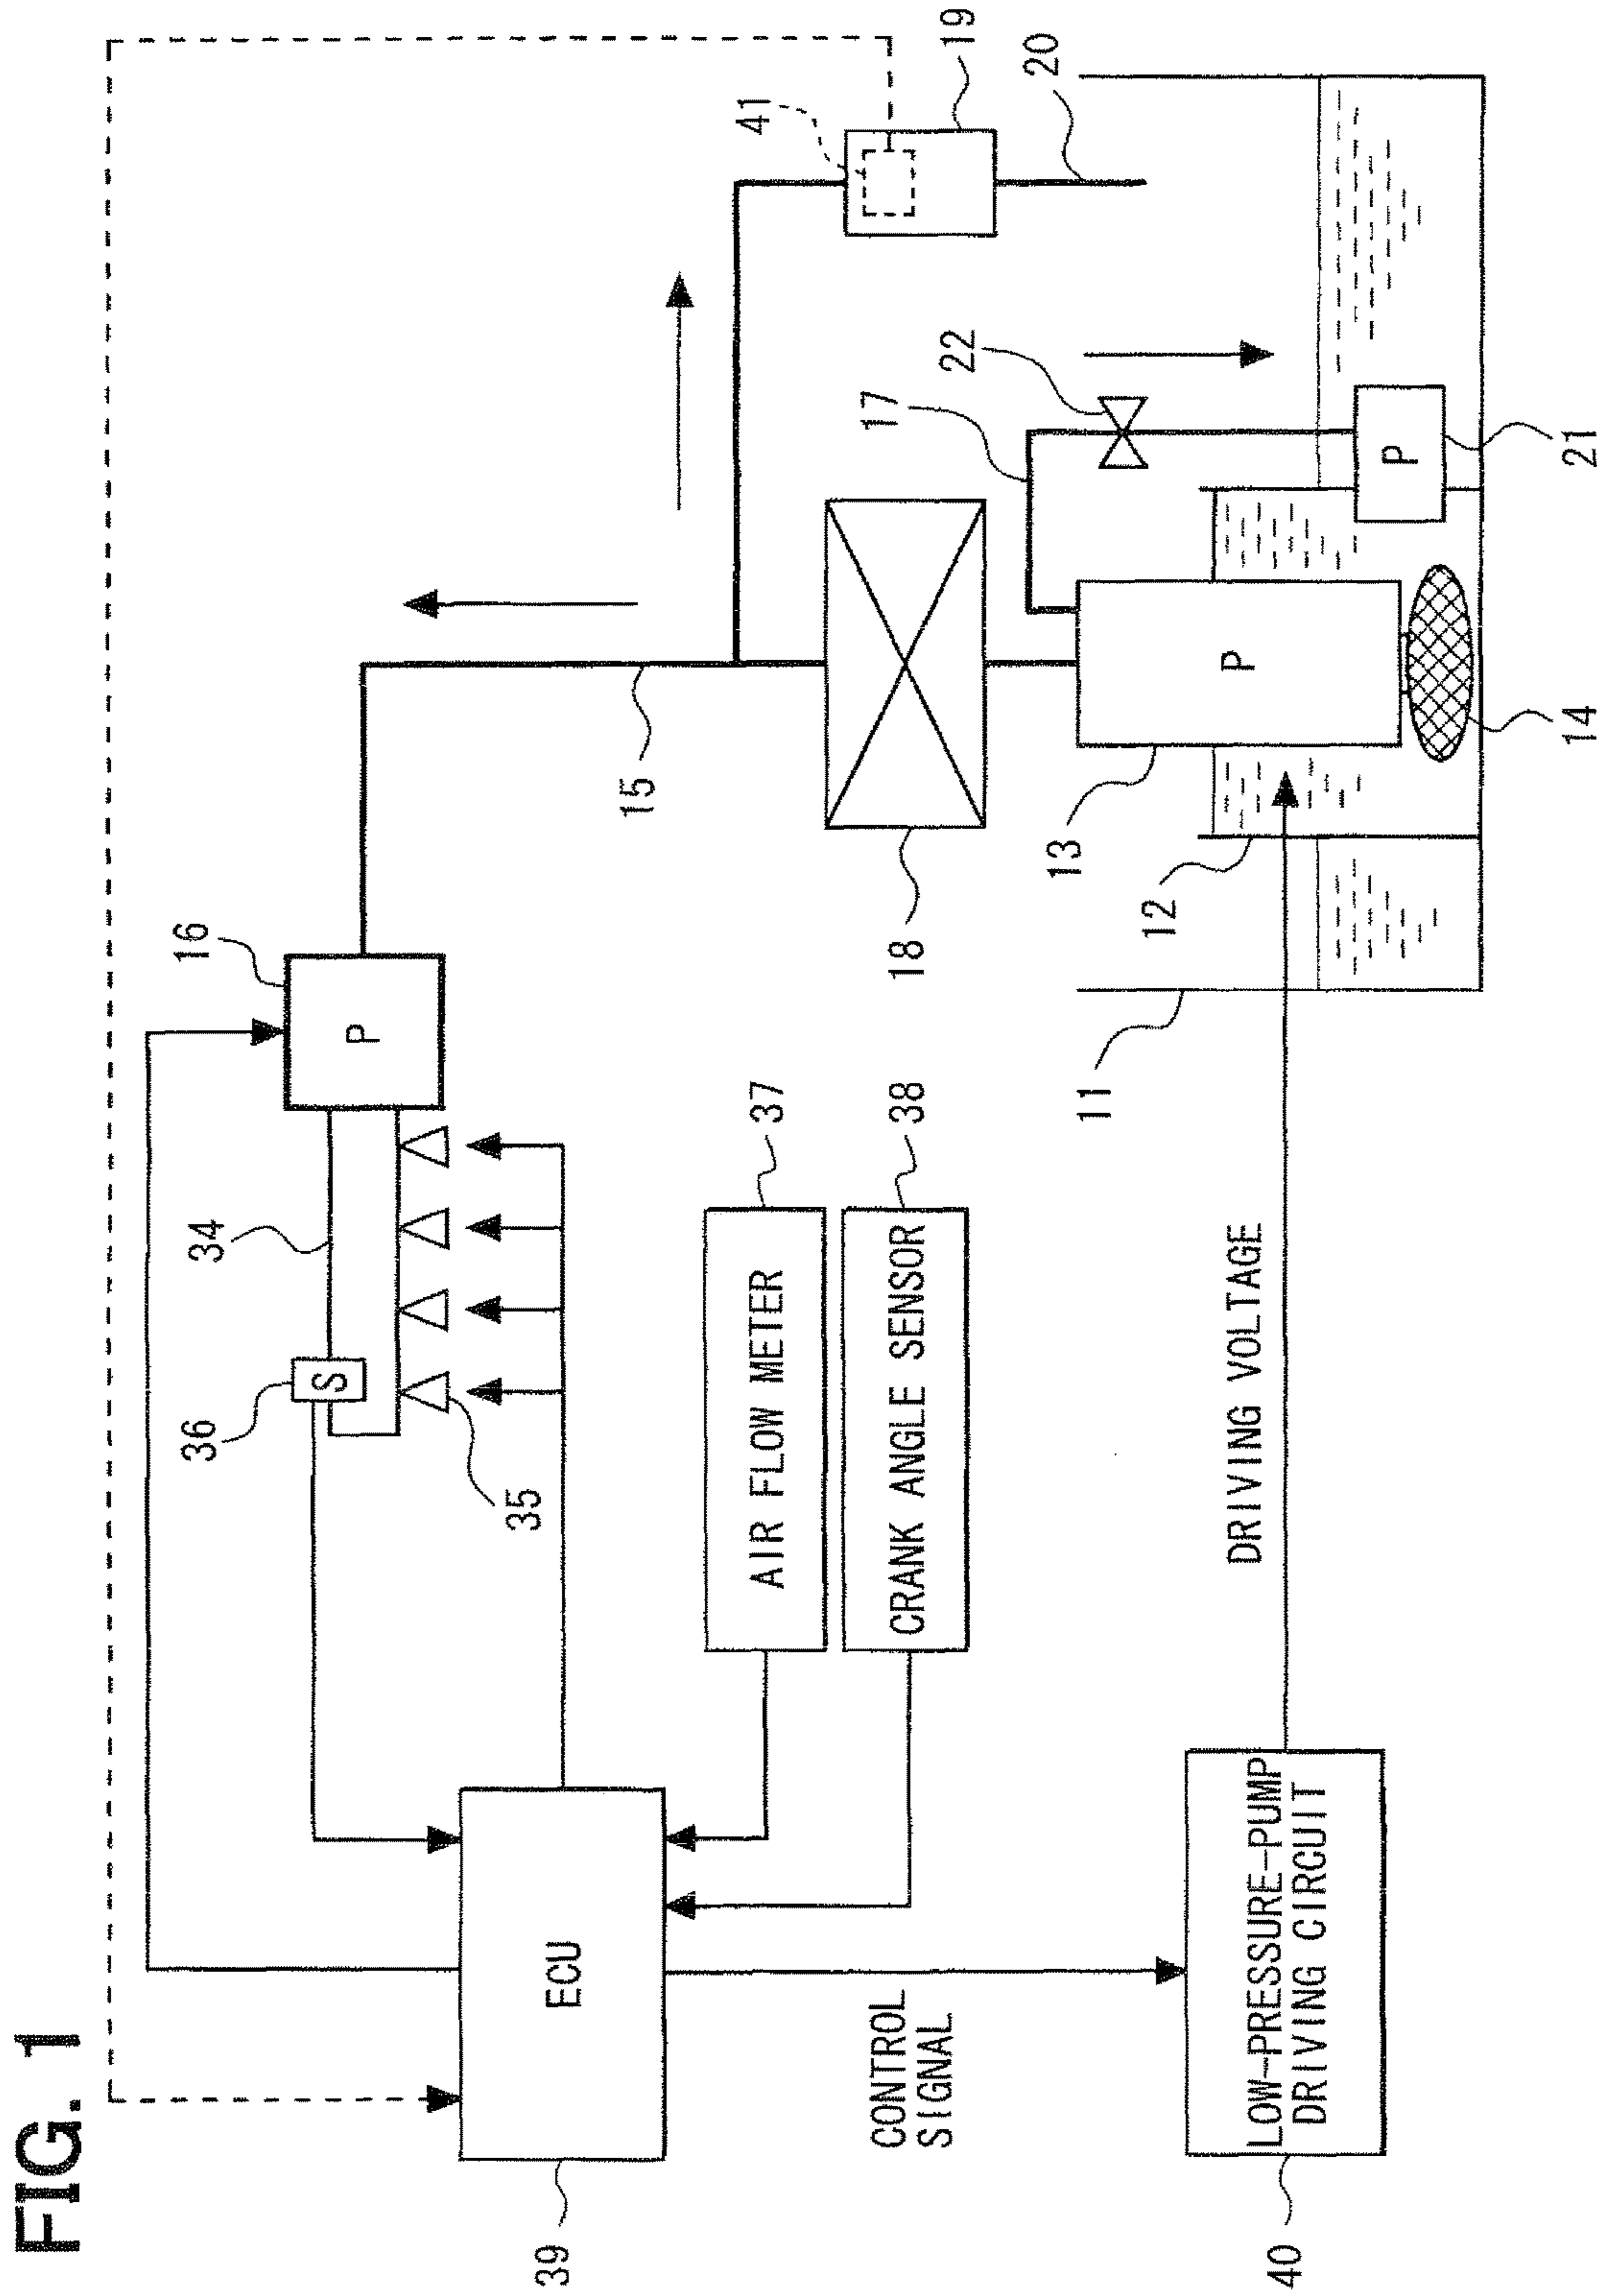 FIG. 1
16
P
34
36
S
35
15
41
19
20
37
AIR FLOW METER
38
CRANK ANGLE SENSOR
18
17
22
39
ECU
CONTROL
SIGNAL
13
P
12
11
P
21
14
DRIVING VOLTAGE
40
LOW-PRESSURE-PUMP
DRIVING CIRCUIT